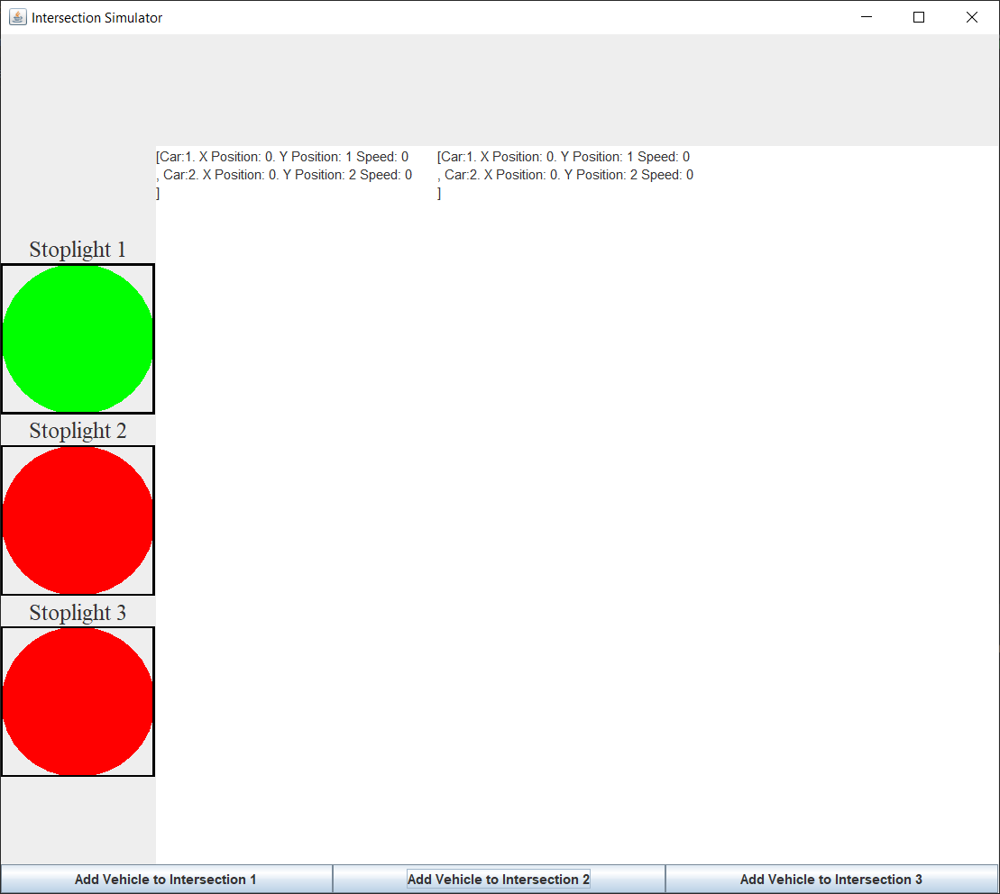 Intersection Simulator
[Car:1. X Position: 0. Y Position: 1 Speed: 0
, Car:2. X Position: 0. Y Position: 2 Speed: 0
]
[Car:1. X Position: 0. Y Position: 1 Speed: 0
, Car:2. X Position: 0. Y Position: 2 Speed: 0
]
Stoplight 1
Stoplight 2
Stoplight 3
Add Vehicle to Intersection 1
Add Vehicle to Intersection 2
Add Vehicle to Intersection 3